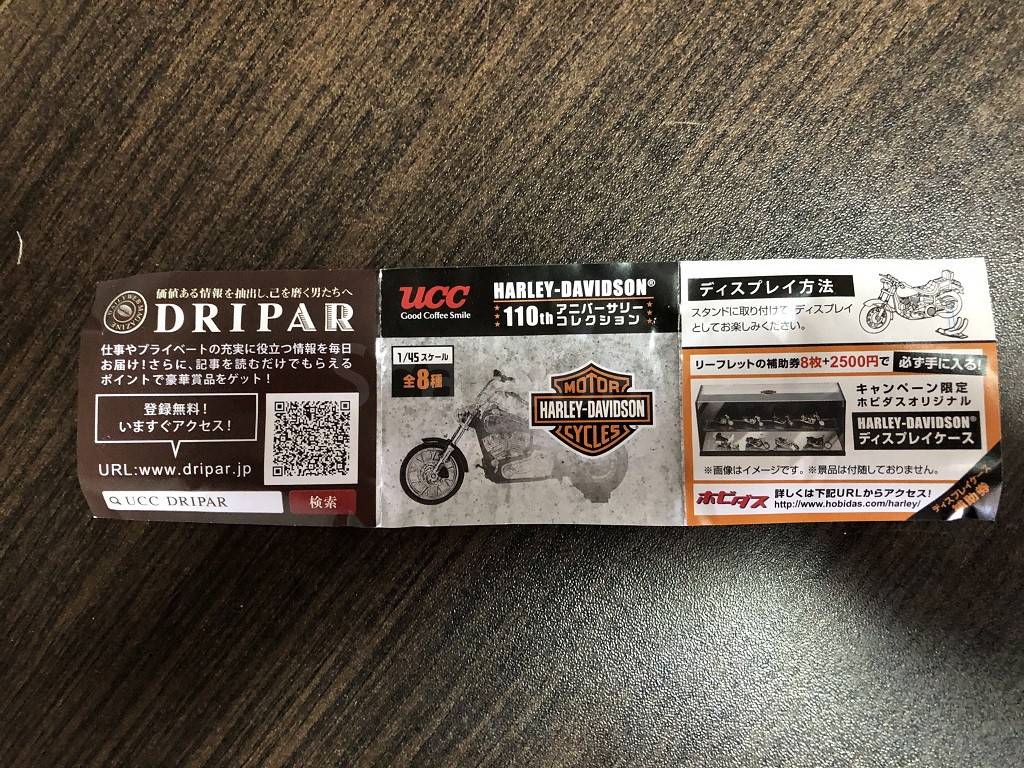 価値ある情報を抽出し、己を磨く男たちへ
DRIPAR
仕事やプライベートの充実に役立つ情報を毎日
お届け!さらに、記事を読むだけでもらえる
ポイントで豪華賞品をゲット!
登録無料!
いますぐアクセス!
URL:www.dripar.jp
UCC DRIPAR
検索
UCC
Good Coffee Smile
HARLEY-DAVIDSON®
110th アニバーサリー
コレクション
1/45スケール
全8種
MOTOR
HARLEY-DAVIDSON
CYCLES
ディスプレイ方法
スタンドに取り付けて、ディスプレイ
としてお楽しみください。
リーフレットの補助券8枚+2500円で 必ず手に入る!
キャンペーン限定
ホビダスオリジナル
HARLEY-DAVIDSON®
ディスプレイケース
※画像はイメージです。※景品は付随しておりません。
ホビダス
詳しくは下記URLからアクセス!
http://www.hobidas.com/harley/
ディスプレイケース
補助券